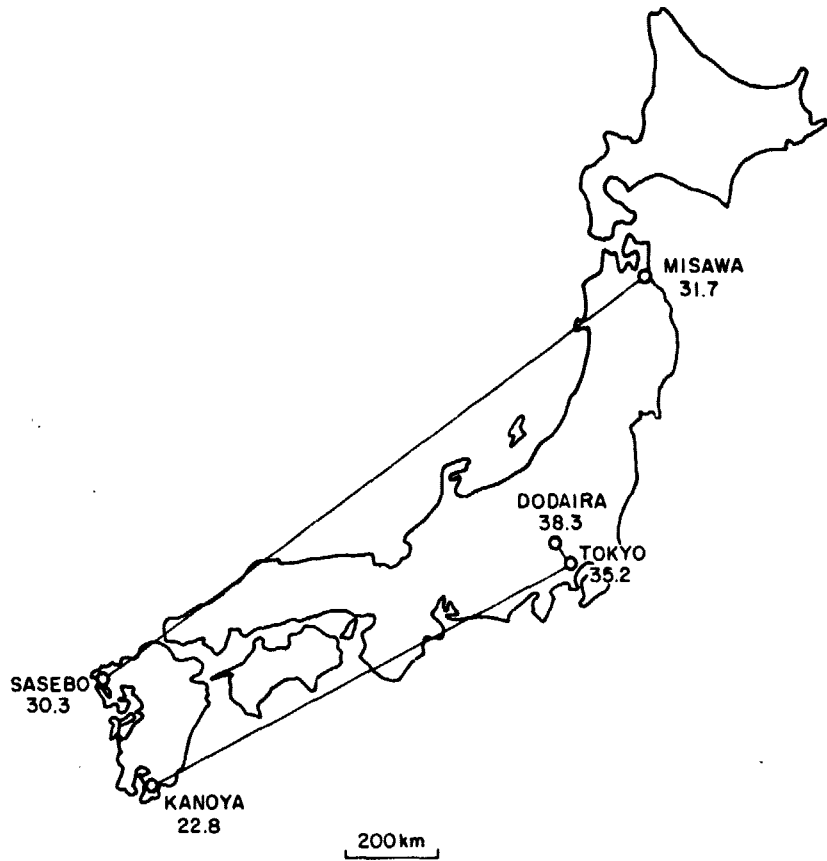 MISAWA
31.7
DODAIRA
38.3
TOKYO
35.2
SASEBO
30.3
KANOYA
22.8
200km